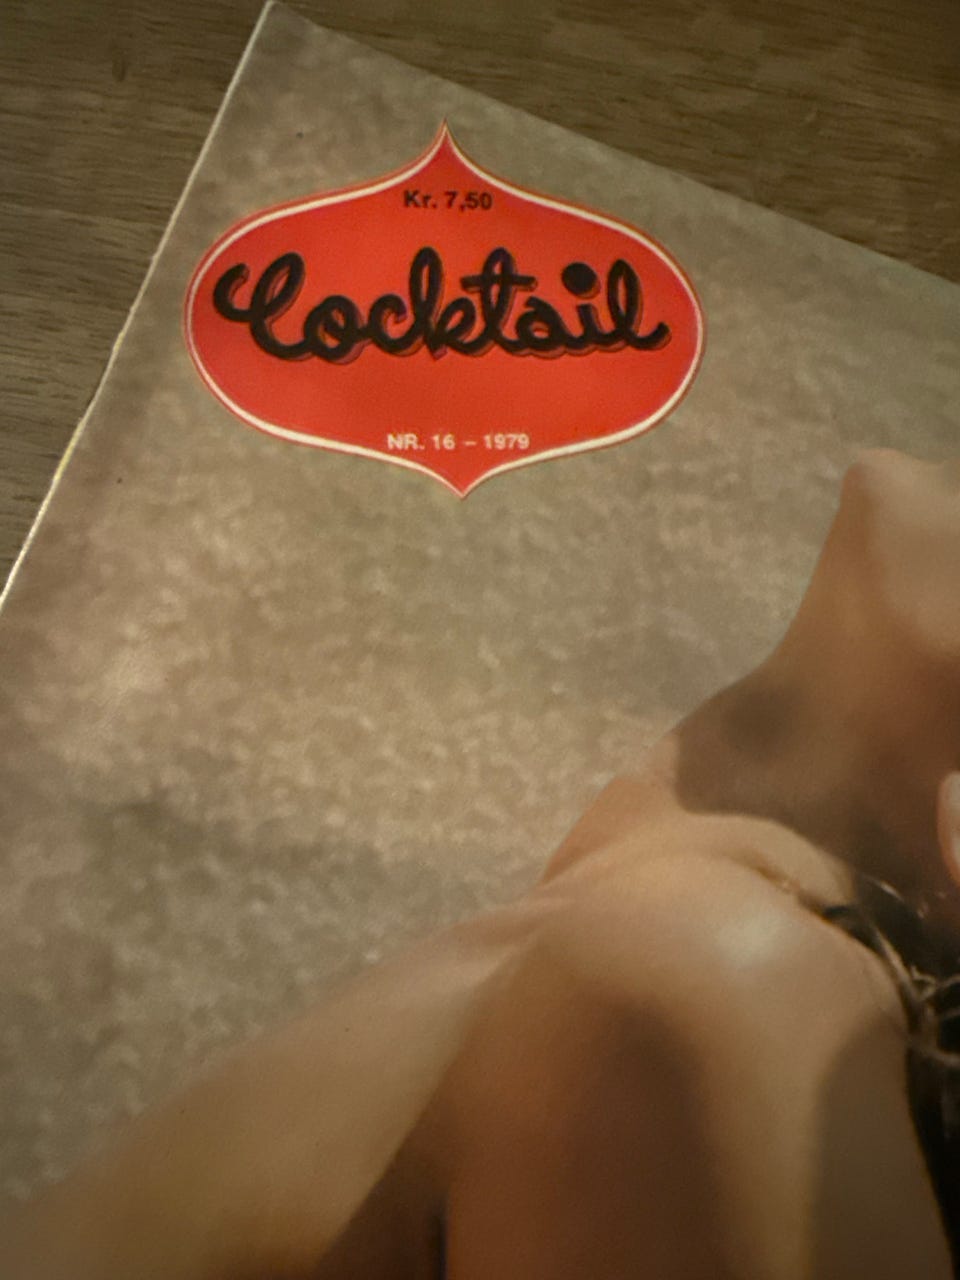 Kr. 7,50
Cocktail
NR. 16 – 1979